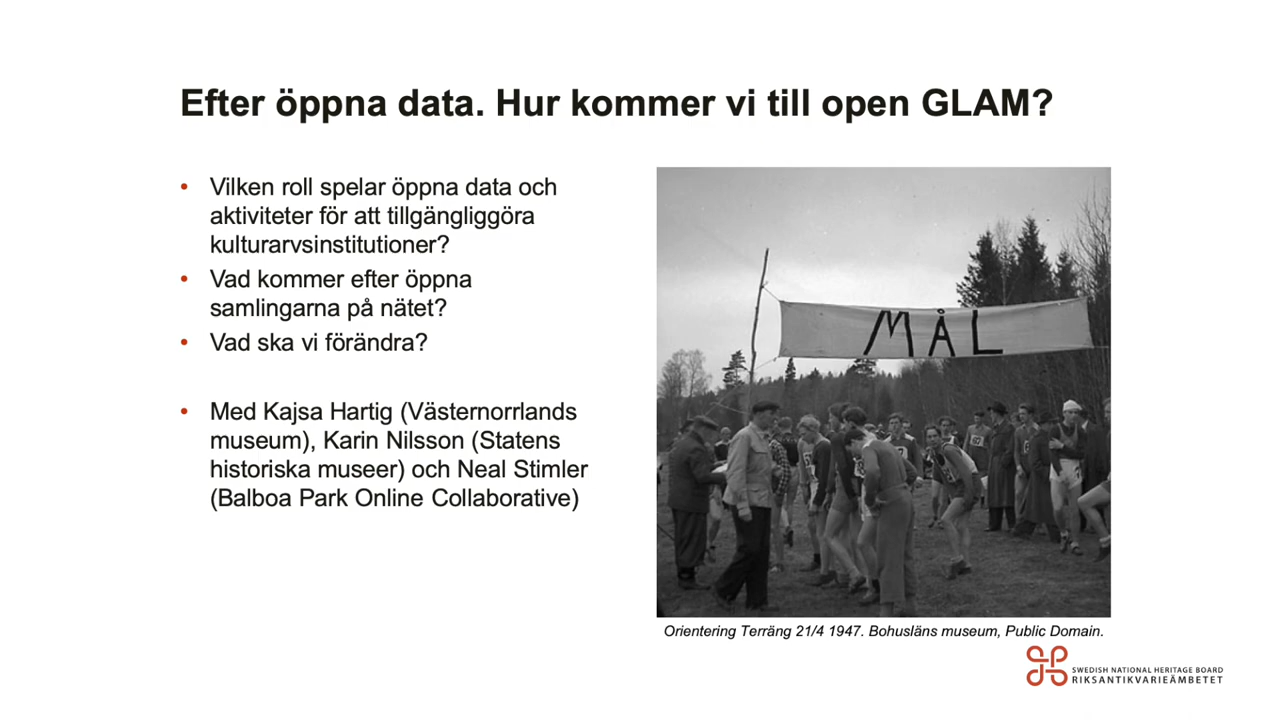 Efter öppna data. Hur kommer vi till open GLAM?
• Vilken roll spelar öppna data och
aktiviteter för att tillgängliggöra
kulturarvsinstitutioner?
• Vad kommer efter öppna
samlingarna på nätet?
• Vad ska vi förändra?
• Med Kajsa Hartig (Västernorrlands
museum), Karin Nilsson (Statens
historiska museer) och Neal Stimler
(Balboa Park Online Collaborative)
MÅL
Orientering Terräng 21/4 1947. Bohusläns museum, Public Domain.
SWEDISH NATIONAL HERITAGE BOARD
RIKSANTIKVARIEÄMBETET